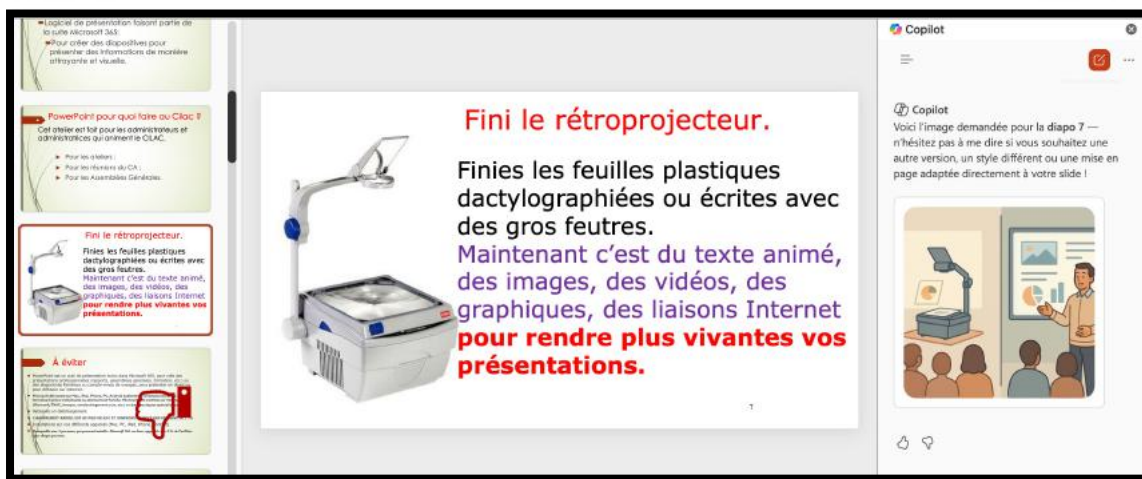 Logiciel de présentation faisant partie de
la suite Microsoft 365:
Pour créer des diapositives pour
présenter des informations de manière
attrayante et visuelle.
PowerPoint pour quoi faire au Cilac ?
Cet atelier est fait pour les administrateurs et
administratrices qui animent le CILAC.
Pour les ateliers ;
Pour les réunions du CA ;
Pour les Assemblées Générales.
Fini le rétroprojecteur.
Finies les feuilles plastiques
dactylographiées ou écrites avec
des gros feutres.
Maintenant c'est du texte animé,
des images, des vidéos, des
graphiques, des liaisons Internet
pour rendre plus vivantes vos
présentations.
À éviter
Fini le rétroprojecteur.
Finies les feuilles plastiques
dactylographiées ou écrites avec
des gros feutres.
Maintenant c'est du texte animé,
des images, des vidéos, des
graphiques, des liaisons Internet
pour rendre plus vivantes vos
présentations.
Copilot
Copilot
Voici l'image demandée pour la diapo 7 —
n'hésitez pas à me dire si vous souhaitez une
autre version, un style différent ou une mise en
page adaptée directement à votre slide !